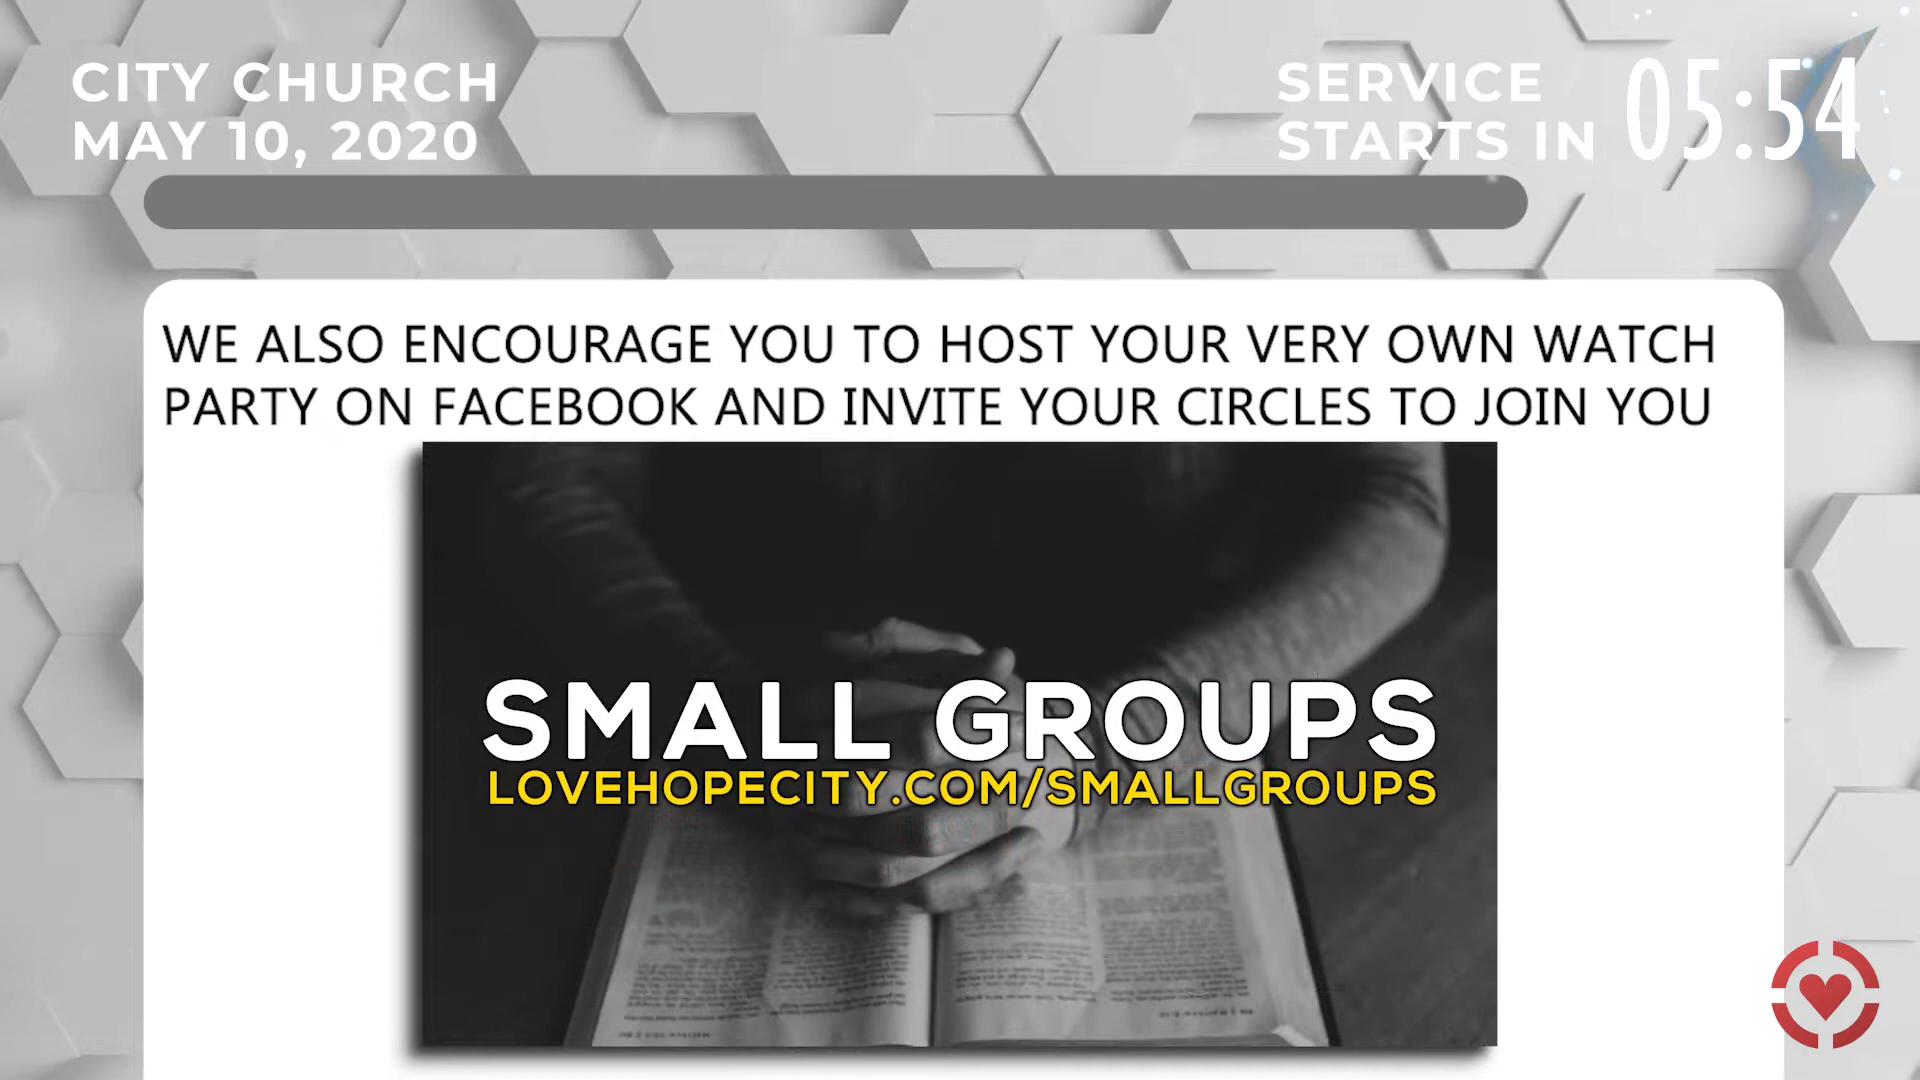 CITY CHURCH
MAY 10, 2020
SERVICE
STARTS IN
05:54
WE ALSO ENCOURAGE YOU TO HOST YOUR VERY OWN WATCH
PARTY ON FACEBOOK AND INVITE YOUR CIRCLES TO JOIN YOU
SMALL GROUPS
LOVEHOPECITY.COM/SMALLGROUPS